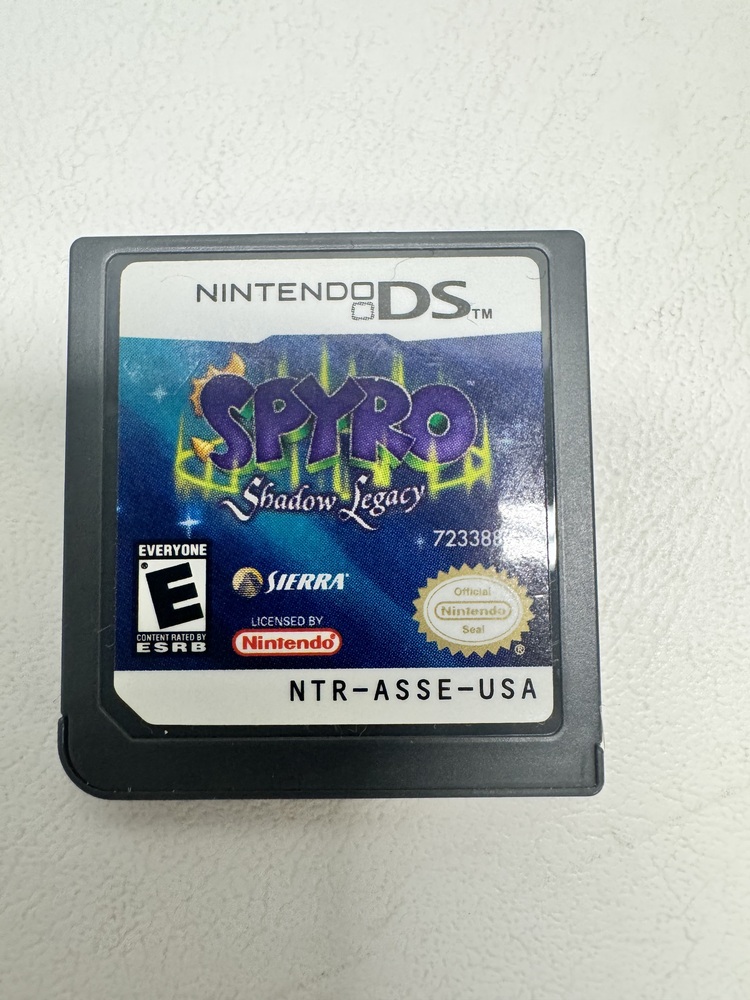 NINTENDO DS™
SPYRO™
Shadow Legacy
EVERYONE
E
CONTENT RATED BY
ESRB
SIERRA®
LICENSED BY
Nintendo®
Official
Nintendo
Seal
®
NTR-ASSE-USA